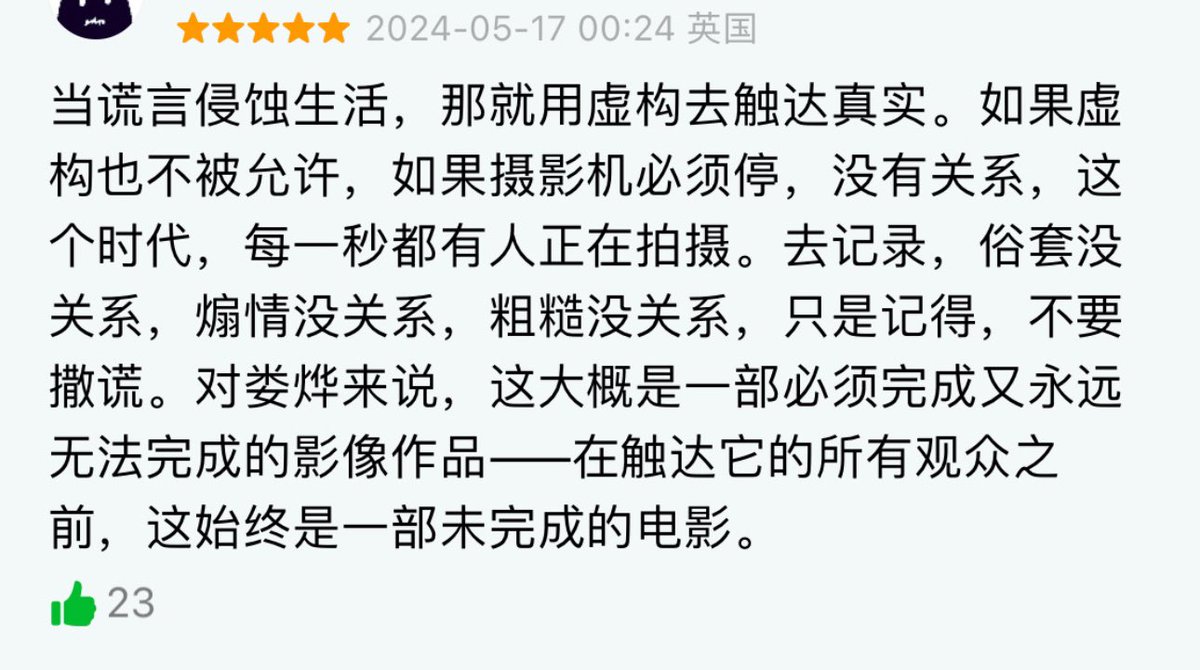 2024-05-17 00:24 英国
当谎言侵蚀生活，那就用虚构去触达真实。如果虚
构也不被允许，如果摄影机必须停，没有关系，这
个时代，每一秒都有人正在拍摄。去记录，俗套没
关系，煽情没关系，粗糙没关系，只是记得，不要
撒谎。对娄烨来说，这大概是一部必须完成又永远
无法完成的影像作品——在触达它的所有观众之
前，这始终是一部未完成的电影。
23